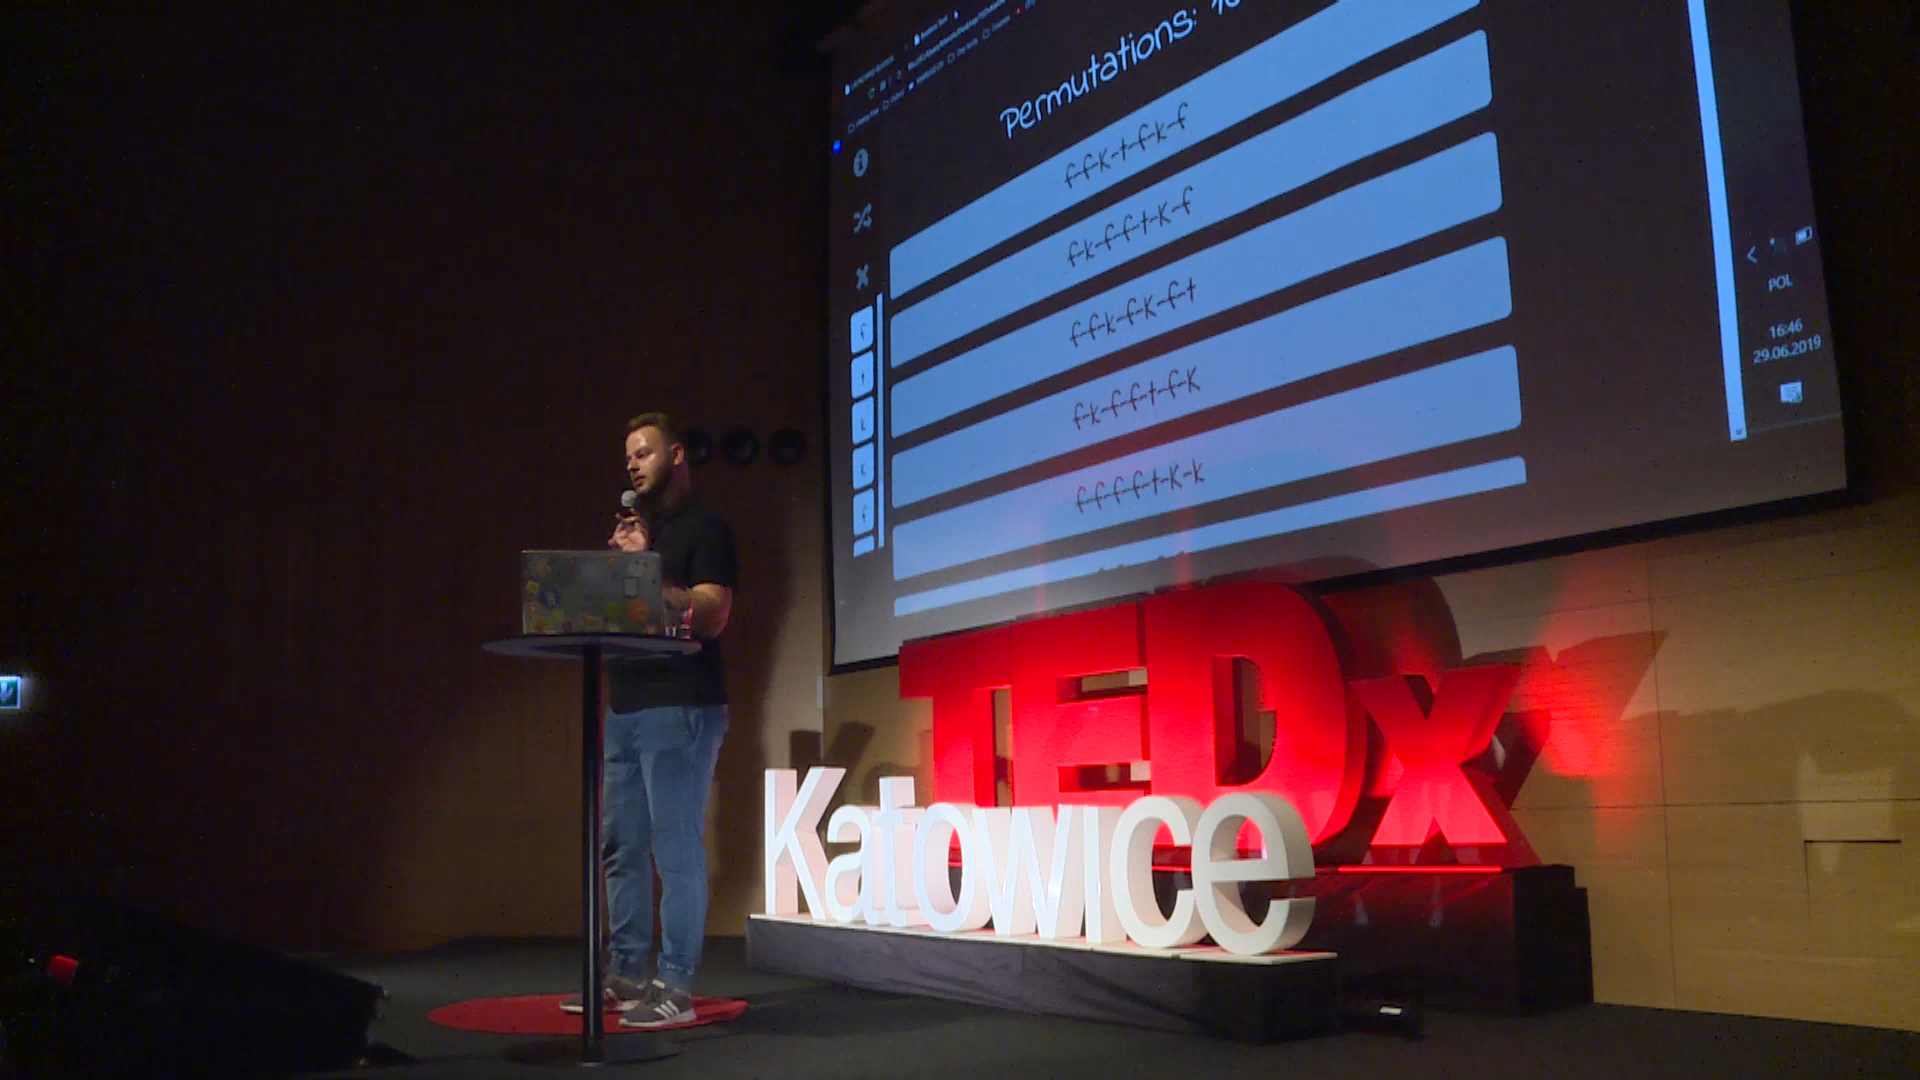 Permutations:
f-f-k-t-f-k-f
f-k-f-f-t-k-f
f-f-k-f-k-f-t
f-k-f-f-t-f-k
f-f-f-f-t-k-k
f
t
k
k
f
POL
16:46
29.06.2019
TEDx
Katowice